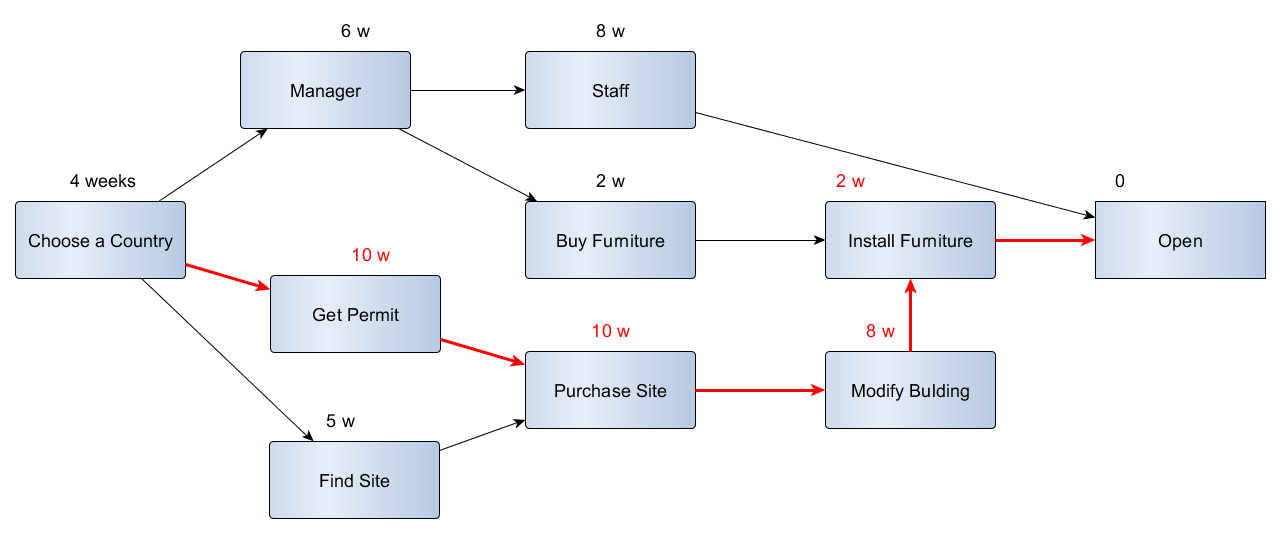 6 w
8 w
Manager
Staff
4 weeks
2 w
2 w
0
Choose a Country
Buy Furniture
Install Furniture
Open
10 w
Get Permit
10 w
8 w
Purchase Site
Modify Bulding
5 w
Find Site